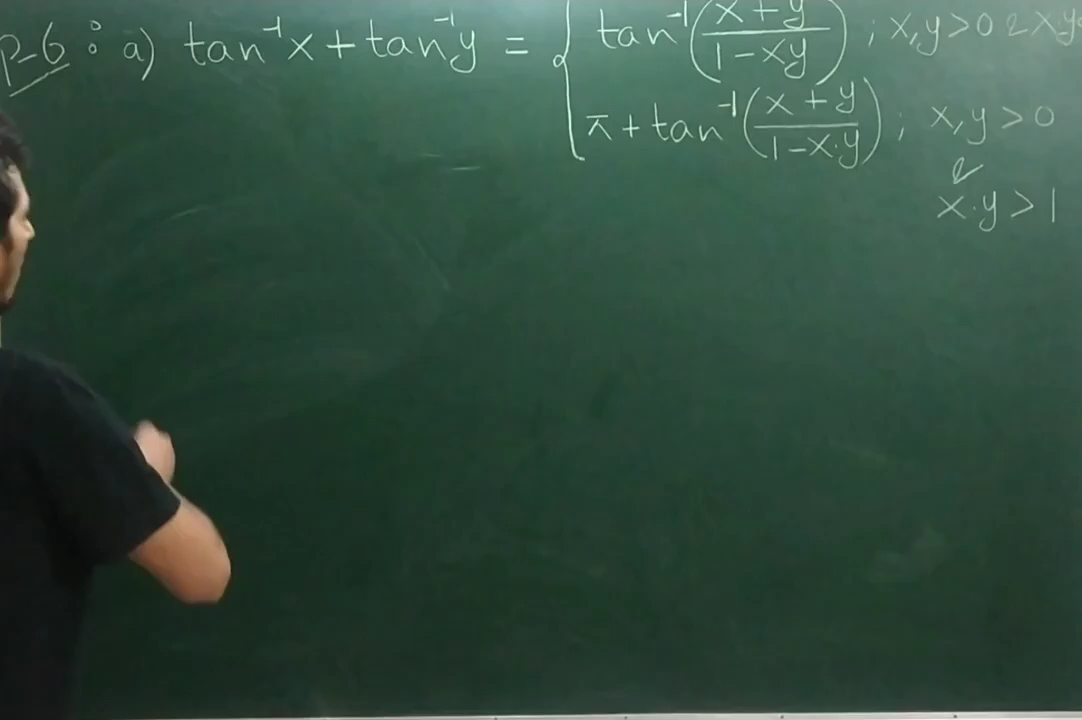 P-6 : a) tan⁻¹x + tan⁻¹y = { tan⁻¹((x+y)/(1-xy)) ; x,y>0 & x.y
π + tan⁻¹((x+y)/(1-x.y)) ; x,y > 0
&
x.y > 1